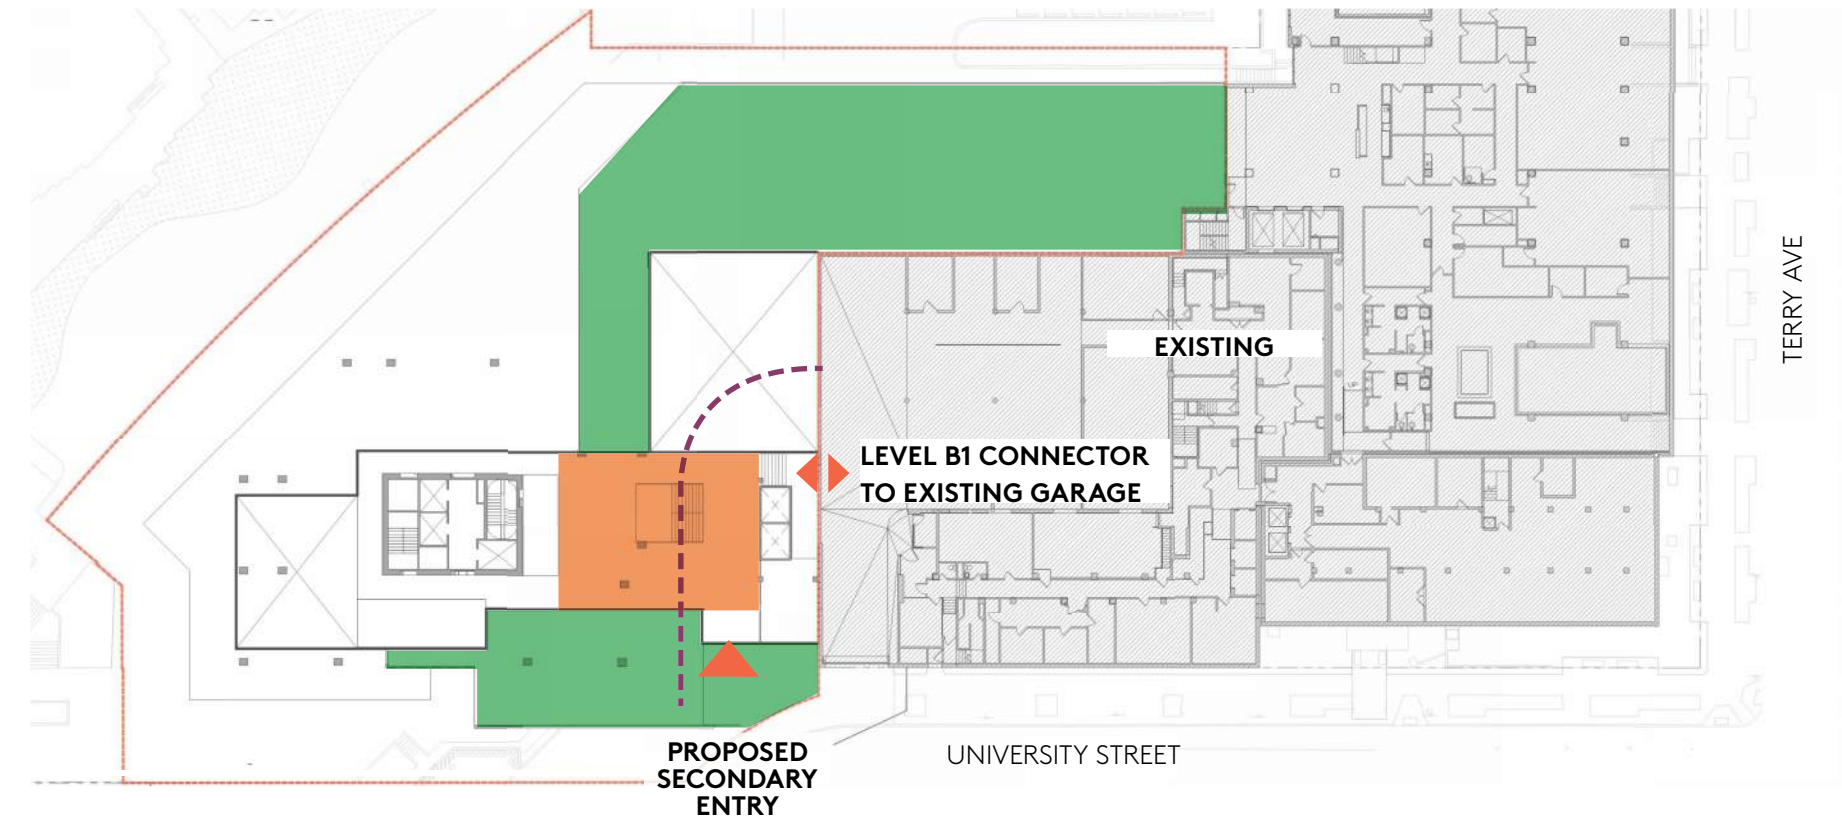 EXISTING
TERRY AVE
LEVEL B1 CONNECTOR
TO EXISTING GARAGE
PROPOSED
SECONDARY
ENTRY
UNIVERSITY STREET